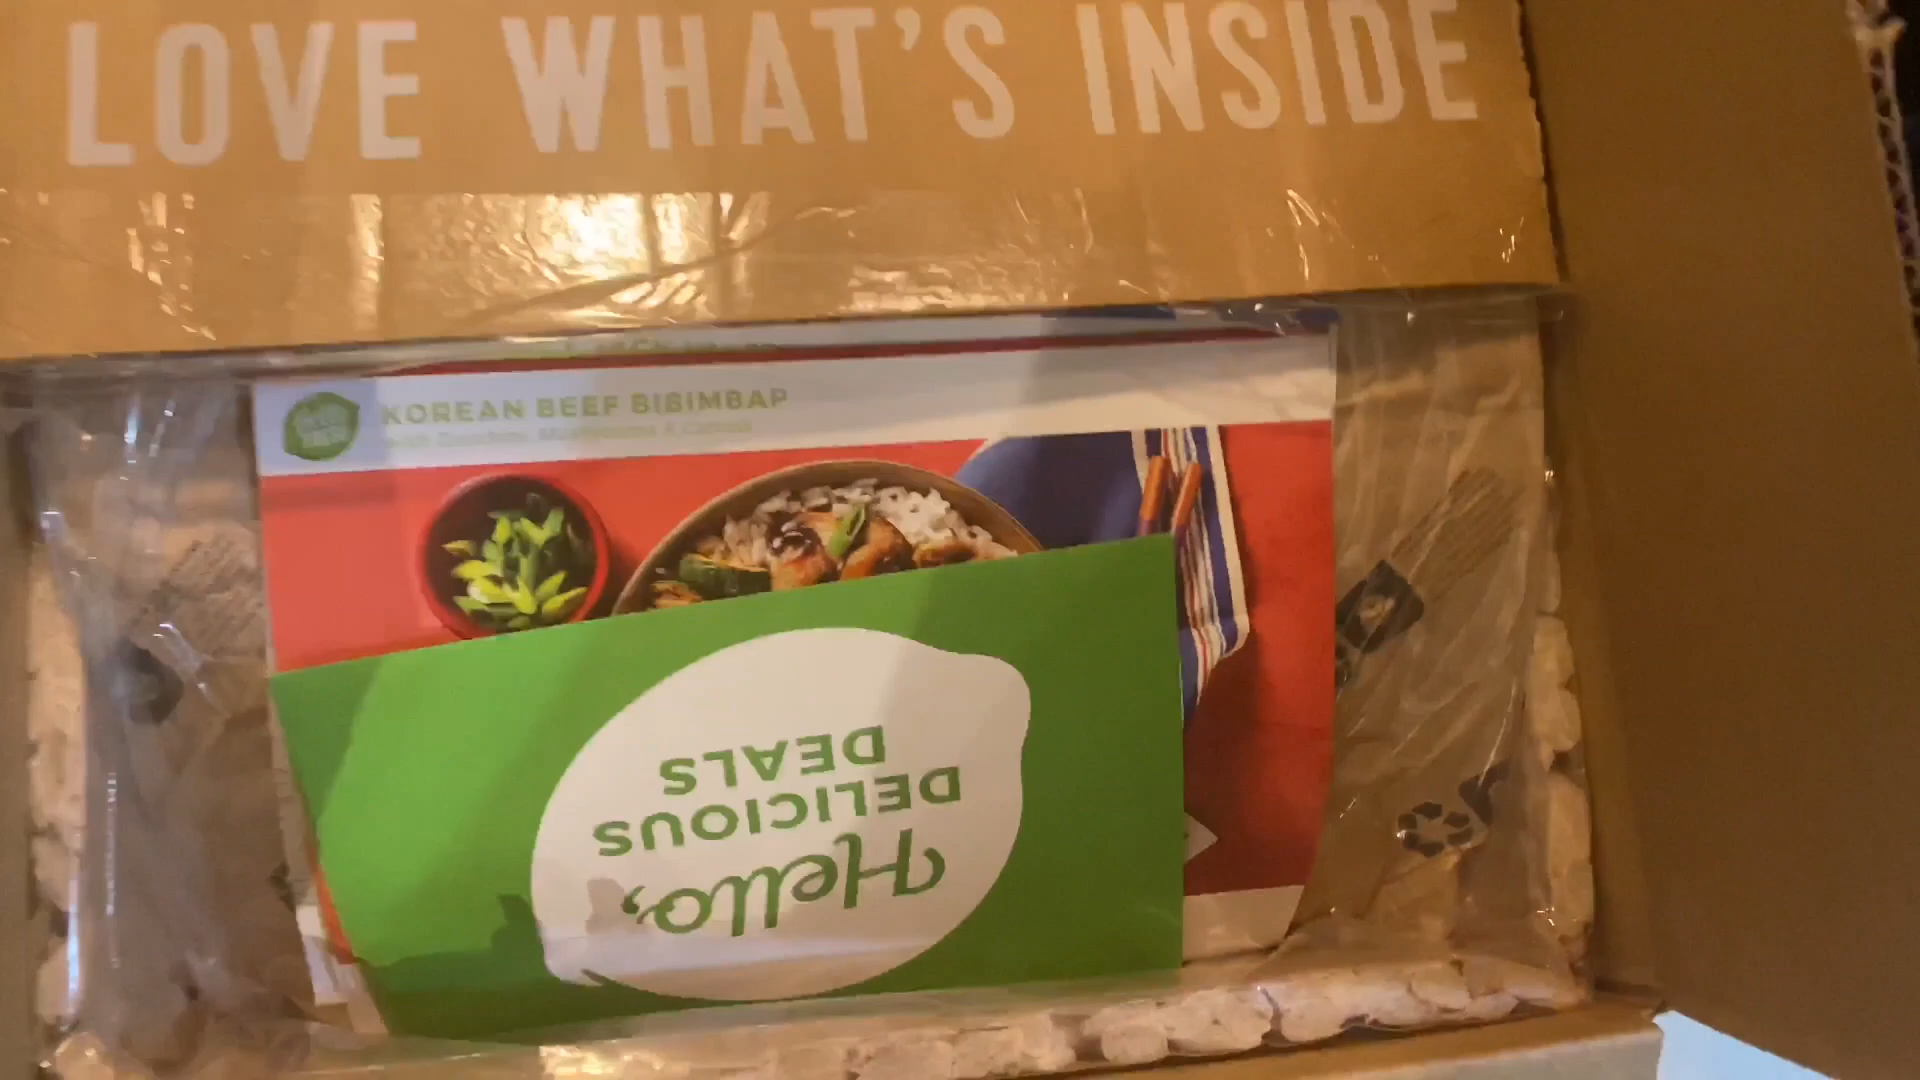 LOVE WHAT'S INSIDE
KOREAN BEEF BIBIMBAP
Hello,
DELICIOUS
DEALS